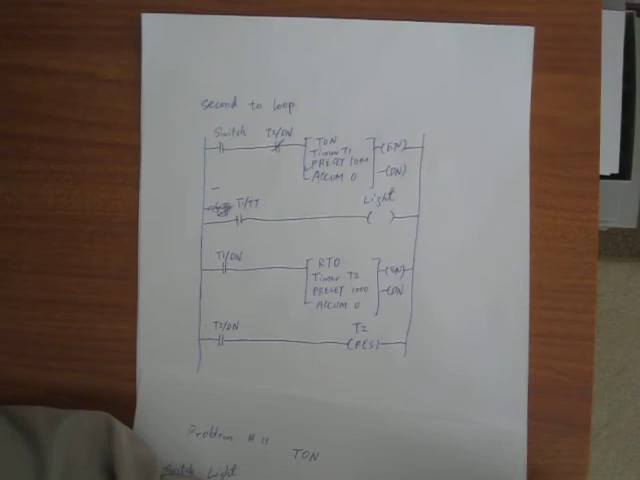 second to loop
Switch T2/DN TON (EN)
Timer T1
PRESET 1000 (DN)
ACCUM 0
T1/TT Light
T1/DN RTO (EN)
Timer T2
PRESET 1000 (DN
ACCUM 0
T2/DN T2
(RES)
Problem # 11
TON
Switch Light